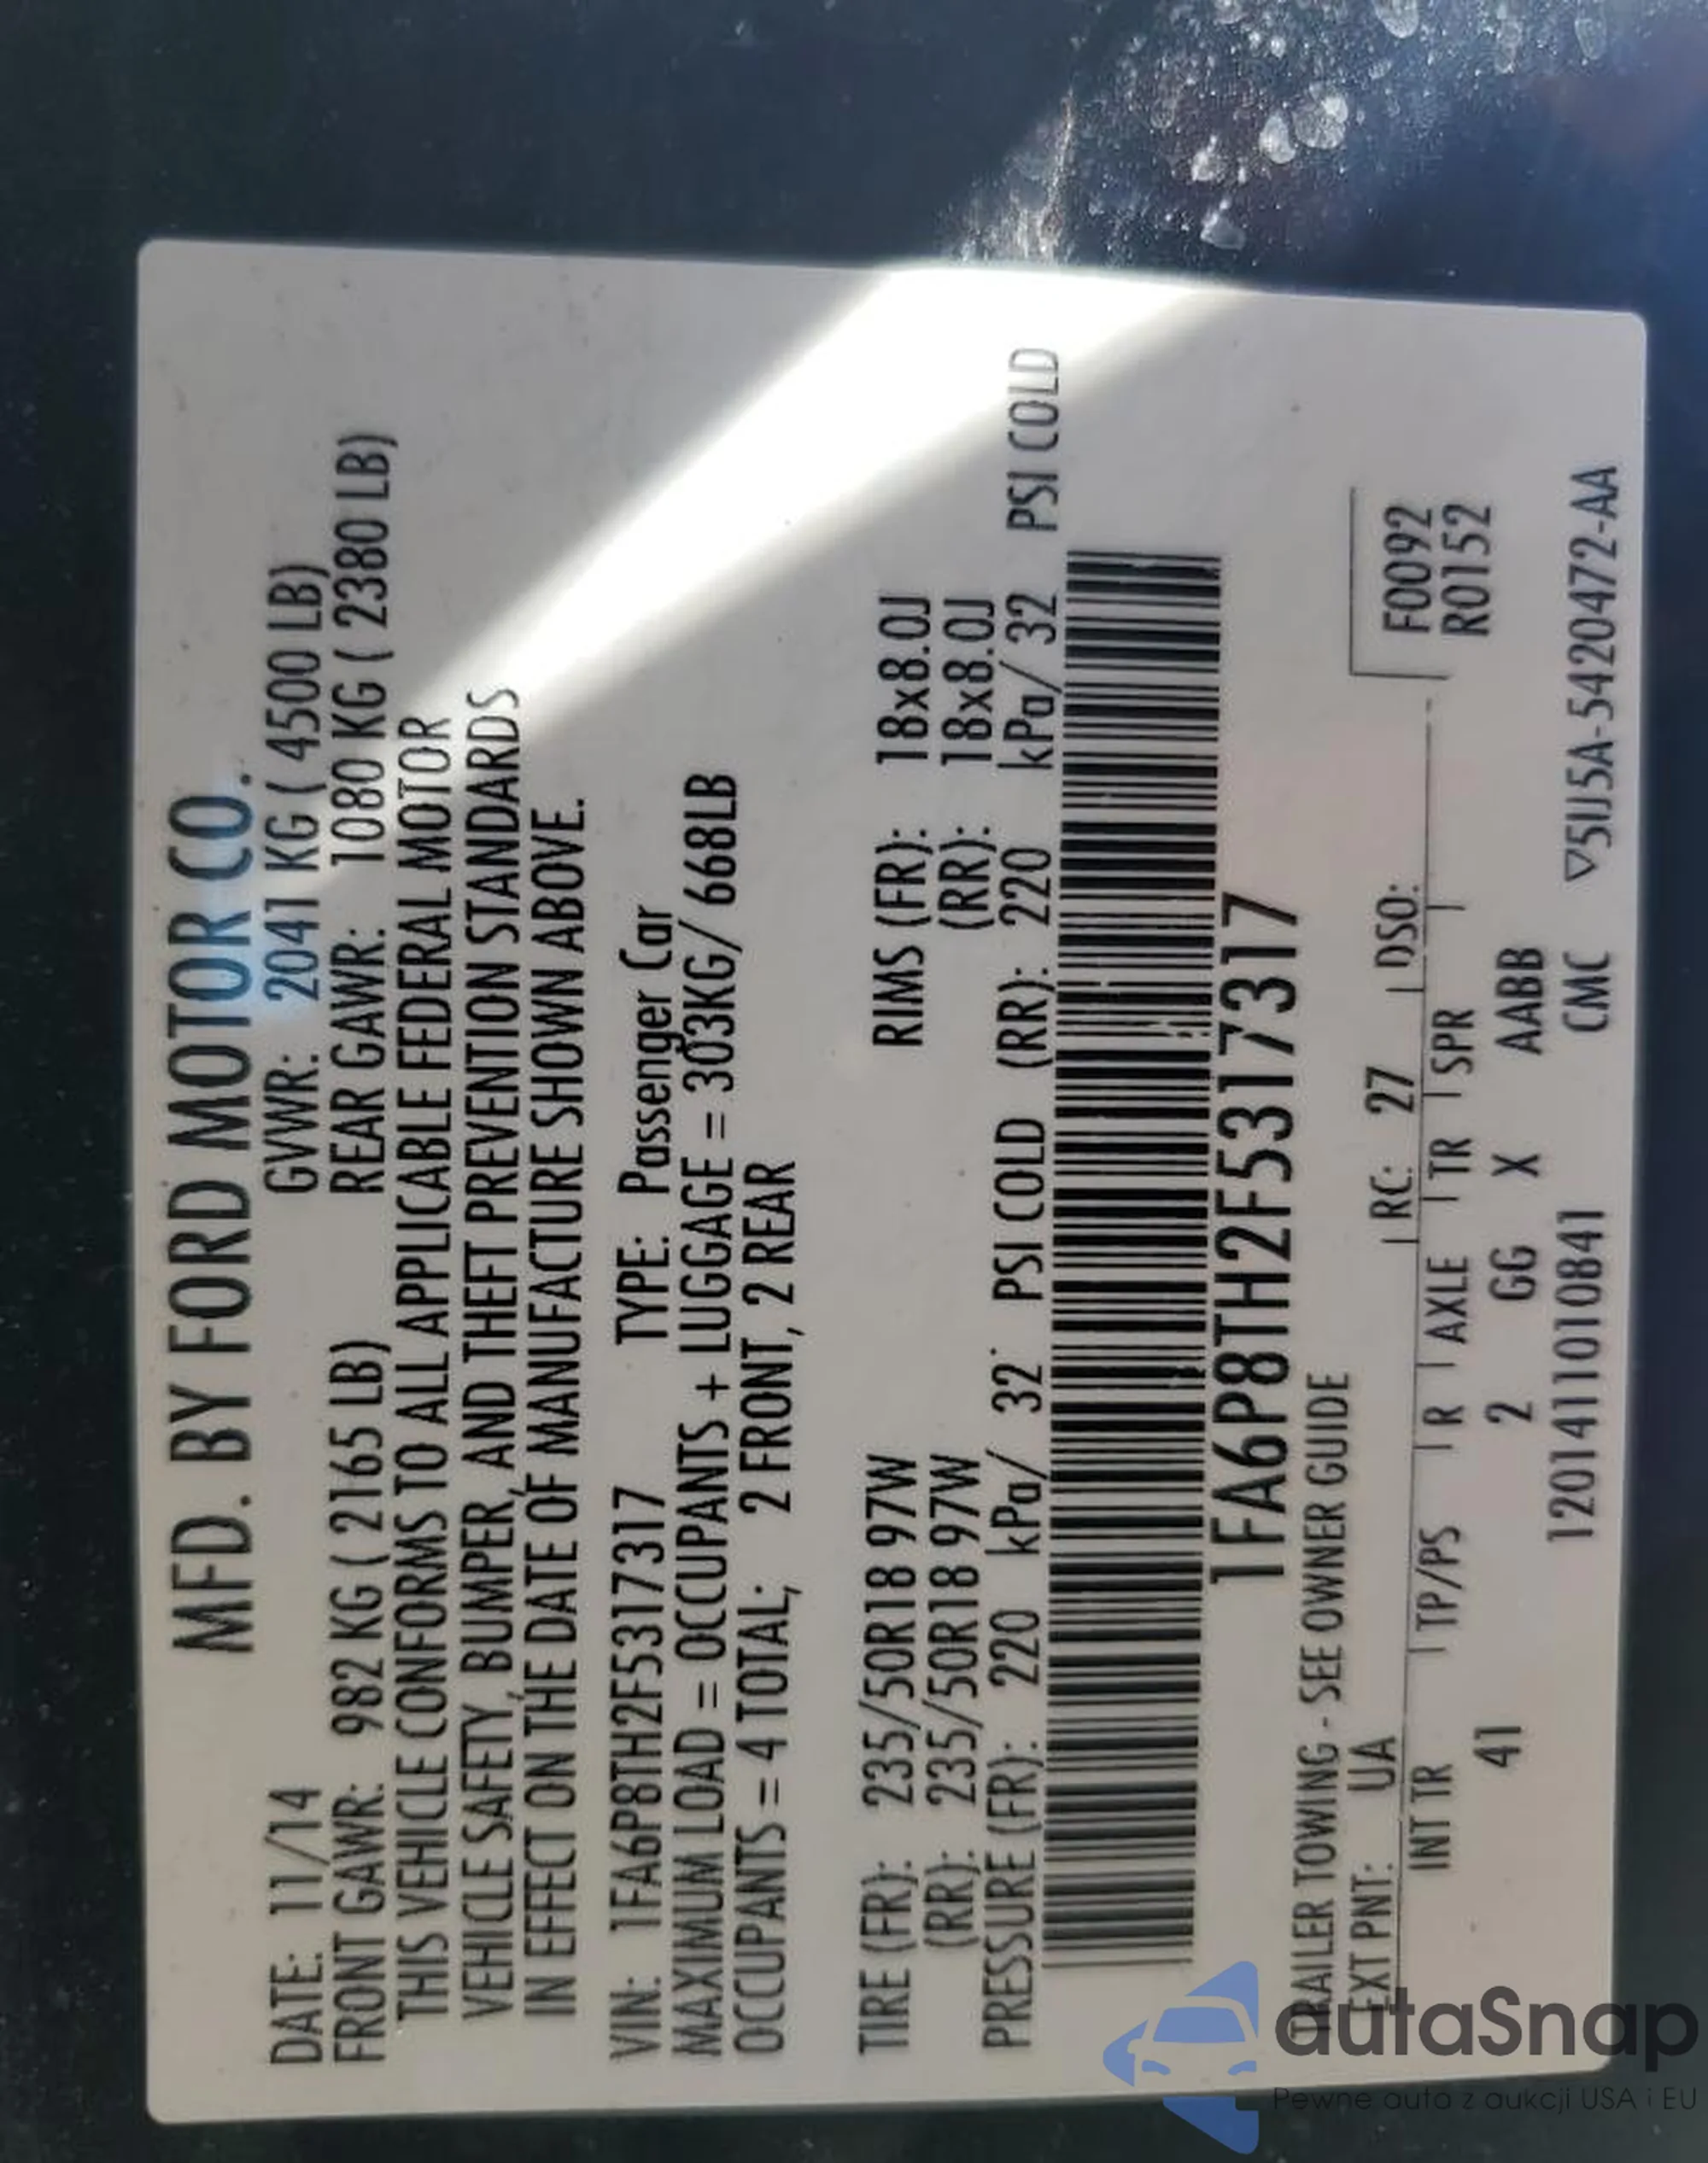 MFD. BY FORD MOTOR CO.
DATE: 11/14 GVWR: 2041 KG ( 4500 LB)
FRONT GAWR: 982 KG ( 2165 LB) REAR GAWR: 1080 KG ( 2380 LB)
THIS VEHICLE CONFORMS TO ALL APPLICABLE FEDERAL MOTOR
VEHICLE SAFETY, BUMPER, AND THEFT PREVENTION STANDARDS
IN EFFECT ON THE DATE OF MANUFACTURE SHOWN ABOVE.
VIN: 1FA6P8TH2F5317317 TYPE: Passenger Car
MAXIMUM LOAD = OCCUPANTS + LUGGAGE = 303KG/ 668LB
OCCUPANTS = 4 TOTAL; 2 FRONT, 2 REAR
TIRE (FR): 235/50R18 97W RIMS (FR): 18x8.0J
(RR): 235/50R18 97W (RR): 18x8.0J
PRESSURE (FR): 220 kPa/ 32 PSI COLD (RR): 220 kPa/ 32 PSI COLD
1FA6P8TH2F5317317
TRAILER TOWING - SEE OWNER GUIDE
EXT PNT: UA RC: 27 DSO:
INT TR TP/PS R AXLE TR SPR
F00092
R0152
41 2 GG X AABB
12014110110841 CMC ▽5U5A-5420472-AA
autaSnap
Pewne auta z aukcji USA i EU